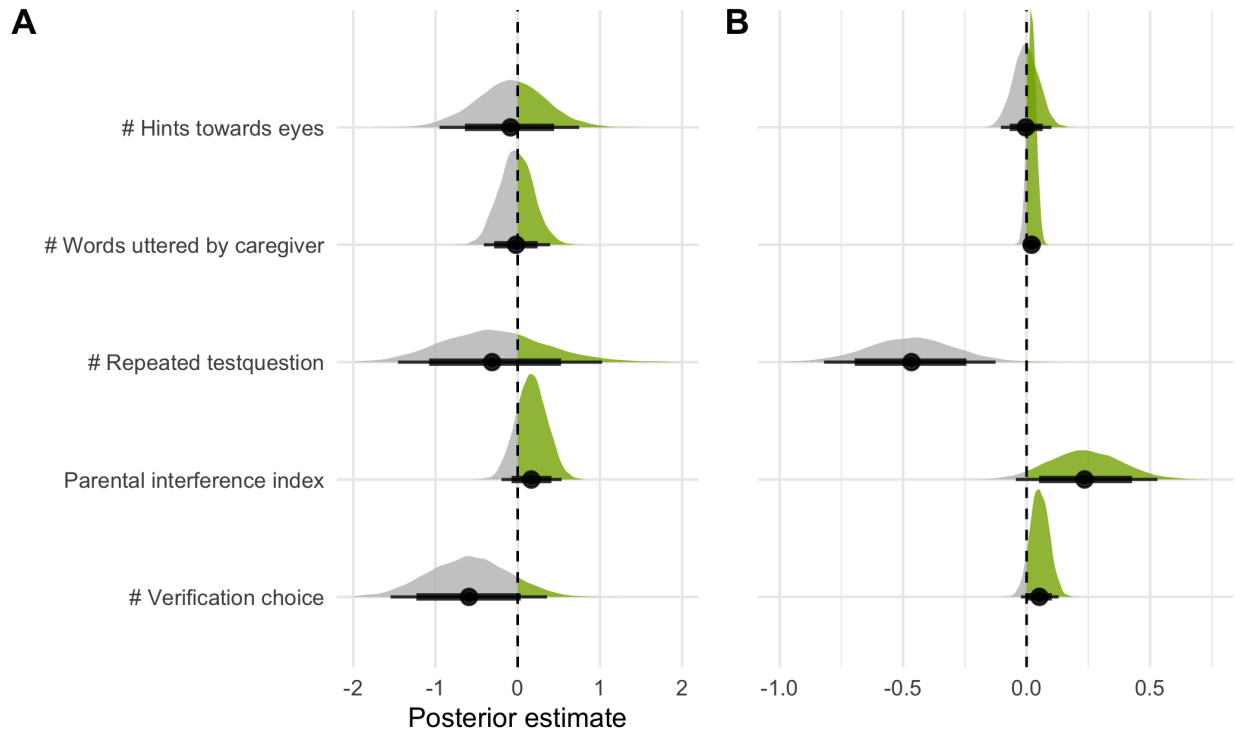 A
B
# Hints towards eyes
# Words uttered by caregiver
# Repeated testquestion
Parental interference index
# Verification choice
-2 -1 0 1 2
-1.0 -0.5 0.0 0.5
Posterior estimate